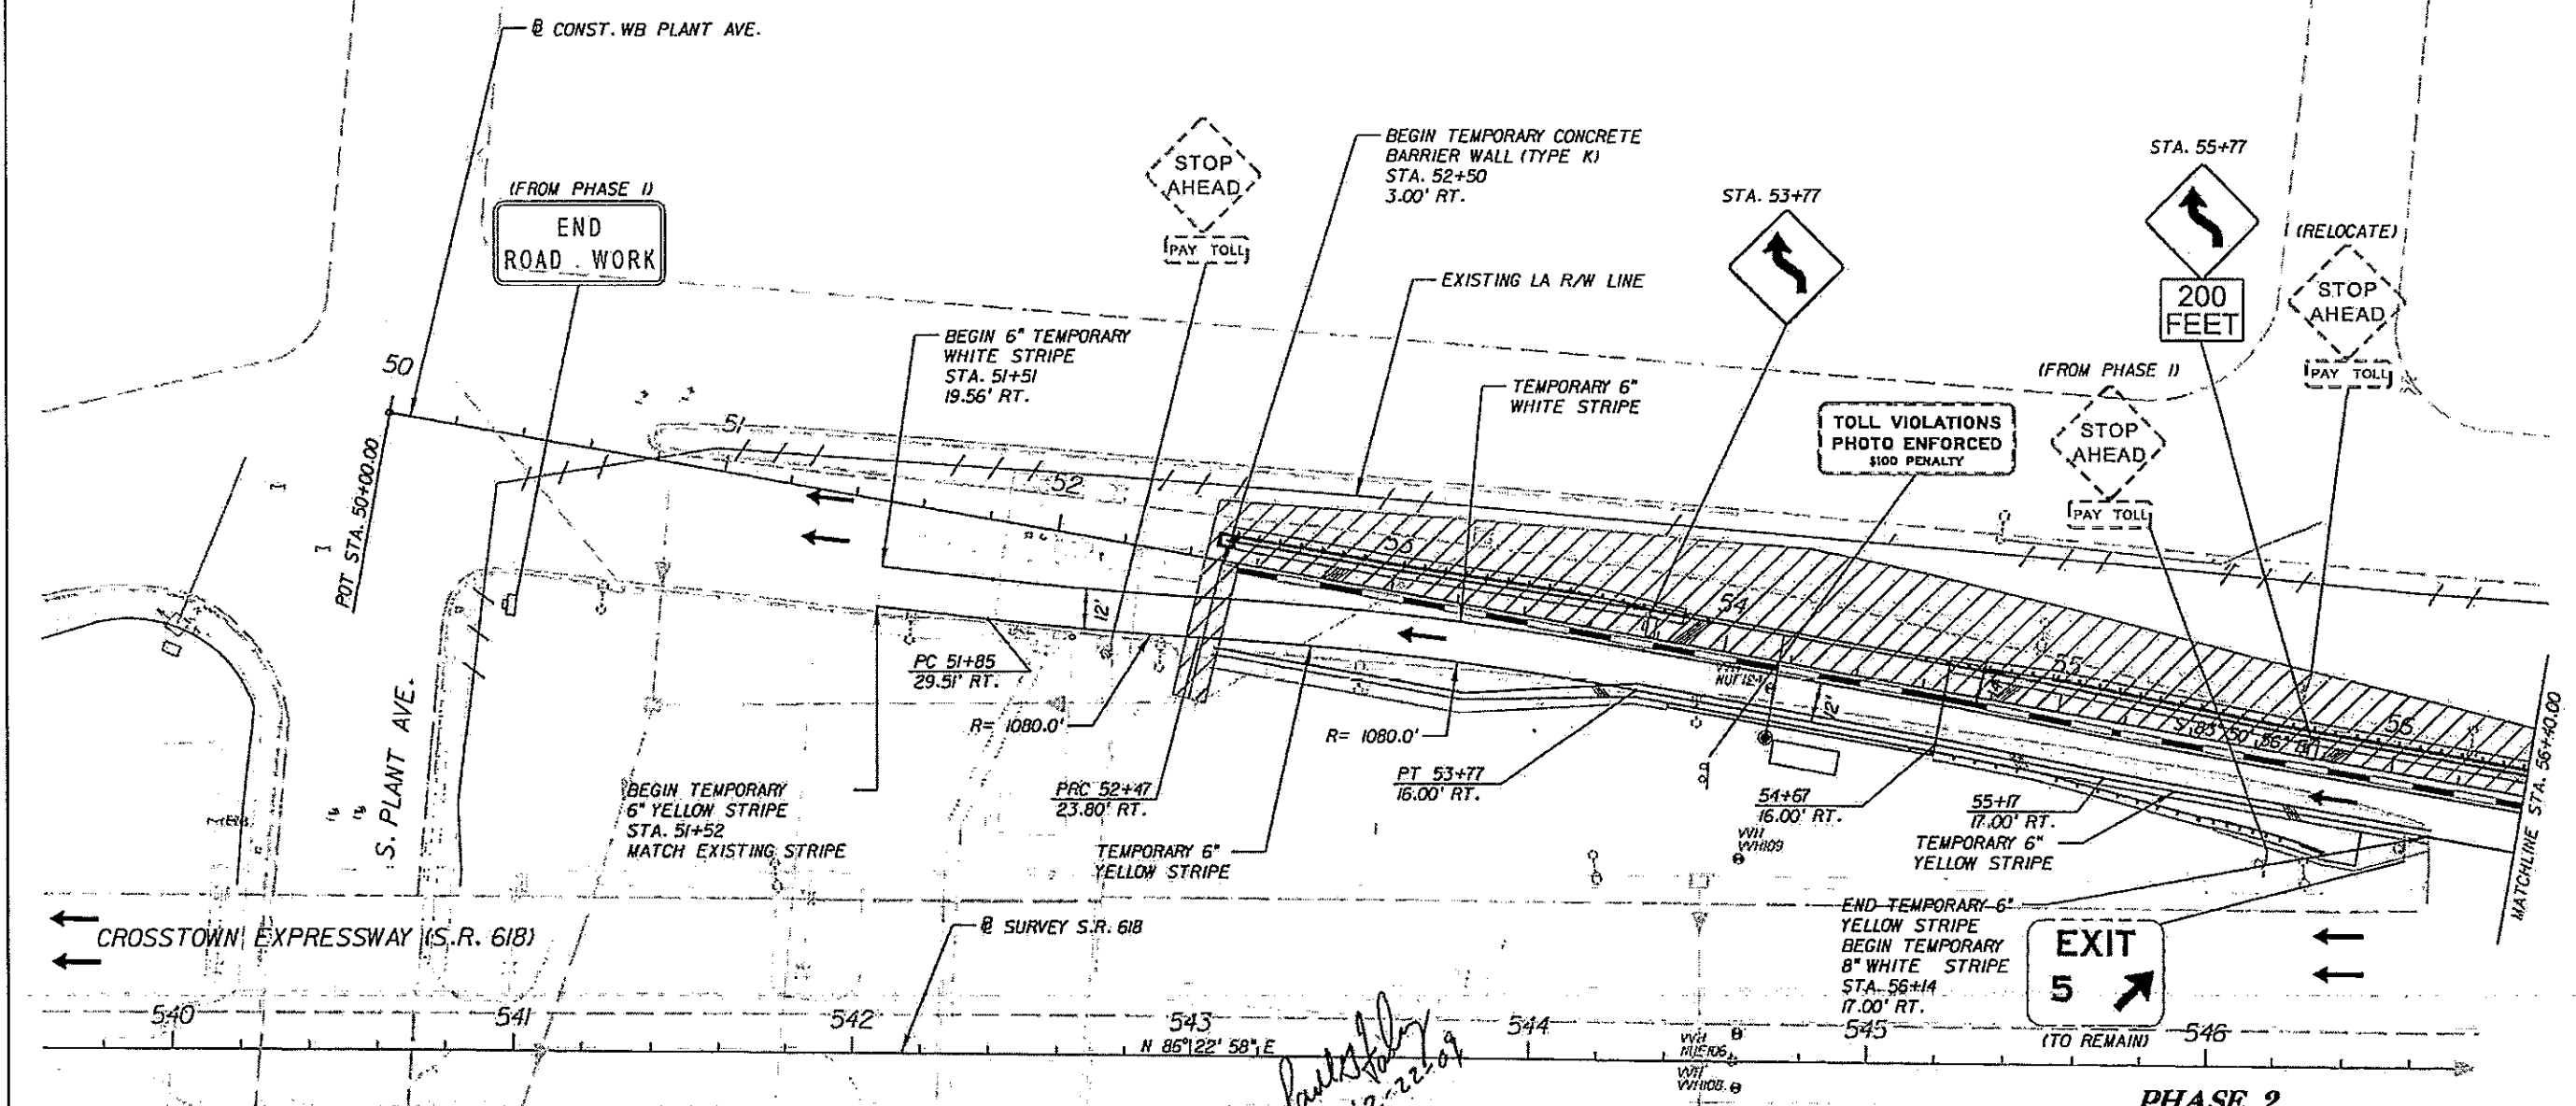 ℄ CONST. WB PLANT AVE.
(FROM PHASE I)
END
ROAD WORK
STOP
AHEAD
PAY TOLL
BEGIN TEMPORARY CONCRETE
BARRIER WALL (TYPE K)
STA. 52+50
3.00' RT.
STA. 53+77
STA. 55+77
200
FEET
(RELOCATE)
STOP
AHEAD
PAY TOLL
EXISTING LA R/W LINE
BEGIN 6" TEMPORARY
WHITE STRIPE
STA. 51+51
19.56' RT.
TEMPORARY 6"
WHITE STRIPE
TOLL VIOLATIONS
PHOTO ENFORCED
$100 PENALTY
(FROM PHASE I)
STOP
AHEAD
PAY TOLL
50
51
52
53
54
55
56
POT STA. 50+00.00
S. PLANT AVE.
12'
12'
PC 51+85
29.51' RT.
R= 1080.0'
R= 1080.0'
PRC 52+47
23.80' RT.
PT 53+77
16.00' RT.
54+67
16.00' RT.
55+17
17.00' RT.
BEGIN TEMPORARY
6" YELLOW STRIPE
STA. 51+52
MATCH EXISTING STRIPE
TEMPORARY 6"
YELLOW STRIPE
TEMPORARY 6"
YELLOW STRIPE
VVH
VVH109
MATCHLINE STA. 56+40.00
END TEMPORARY 6"
YELLOW STRIPE
BEGIN TEMPORARY
8" WHITE STRIPE
STA. 56+14
17.00' RT.
EXIT
5
(TO REMAIN)
CROSSTOWN EXPRESSWAY (S.R. 618)
℄ SURVEY S.R. 618
540
541
542
543
544
545
546
N 86°22' 58" E
VVH
VVH108
PHASE 2